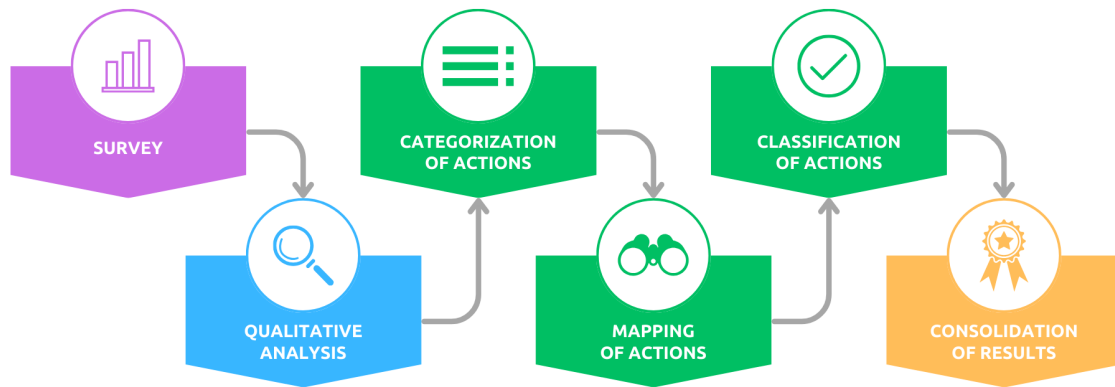 SURVEY
QUALITATIVE
ANALYSIS
CATEGORIZATION
OF ACTIONS
MAPPING
OF ACTIONS
CLASSIFICATION
OF ACTIONS
CONSOLIDATION
OF RESULTS